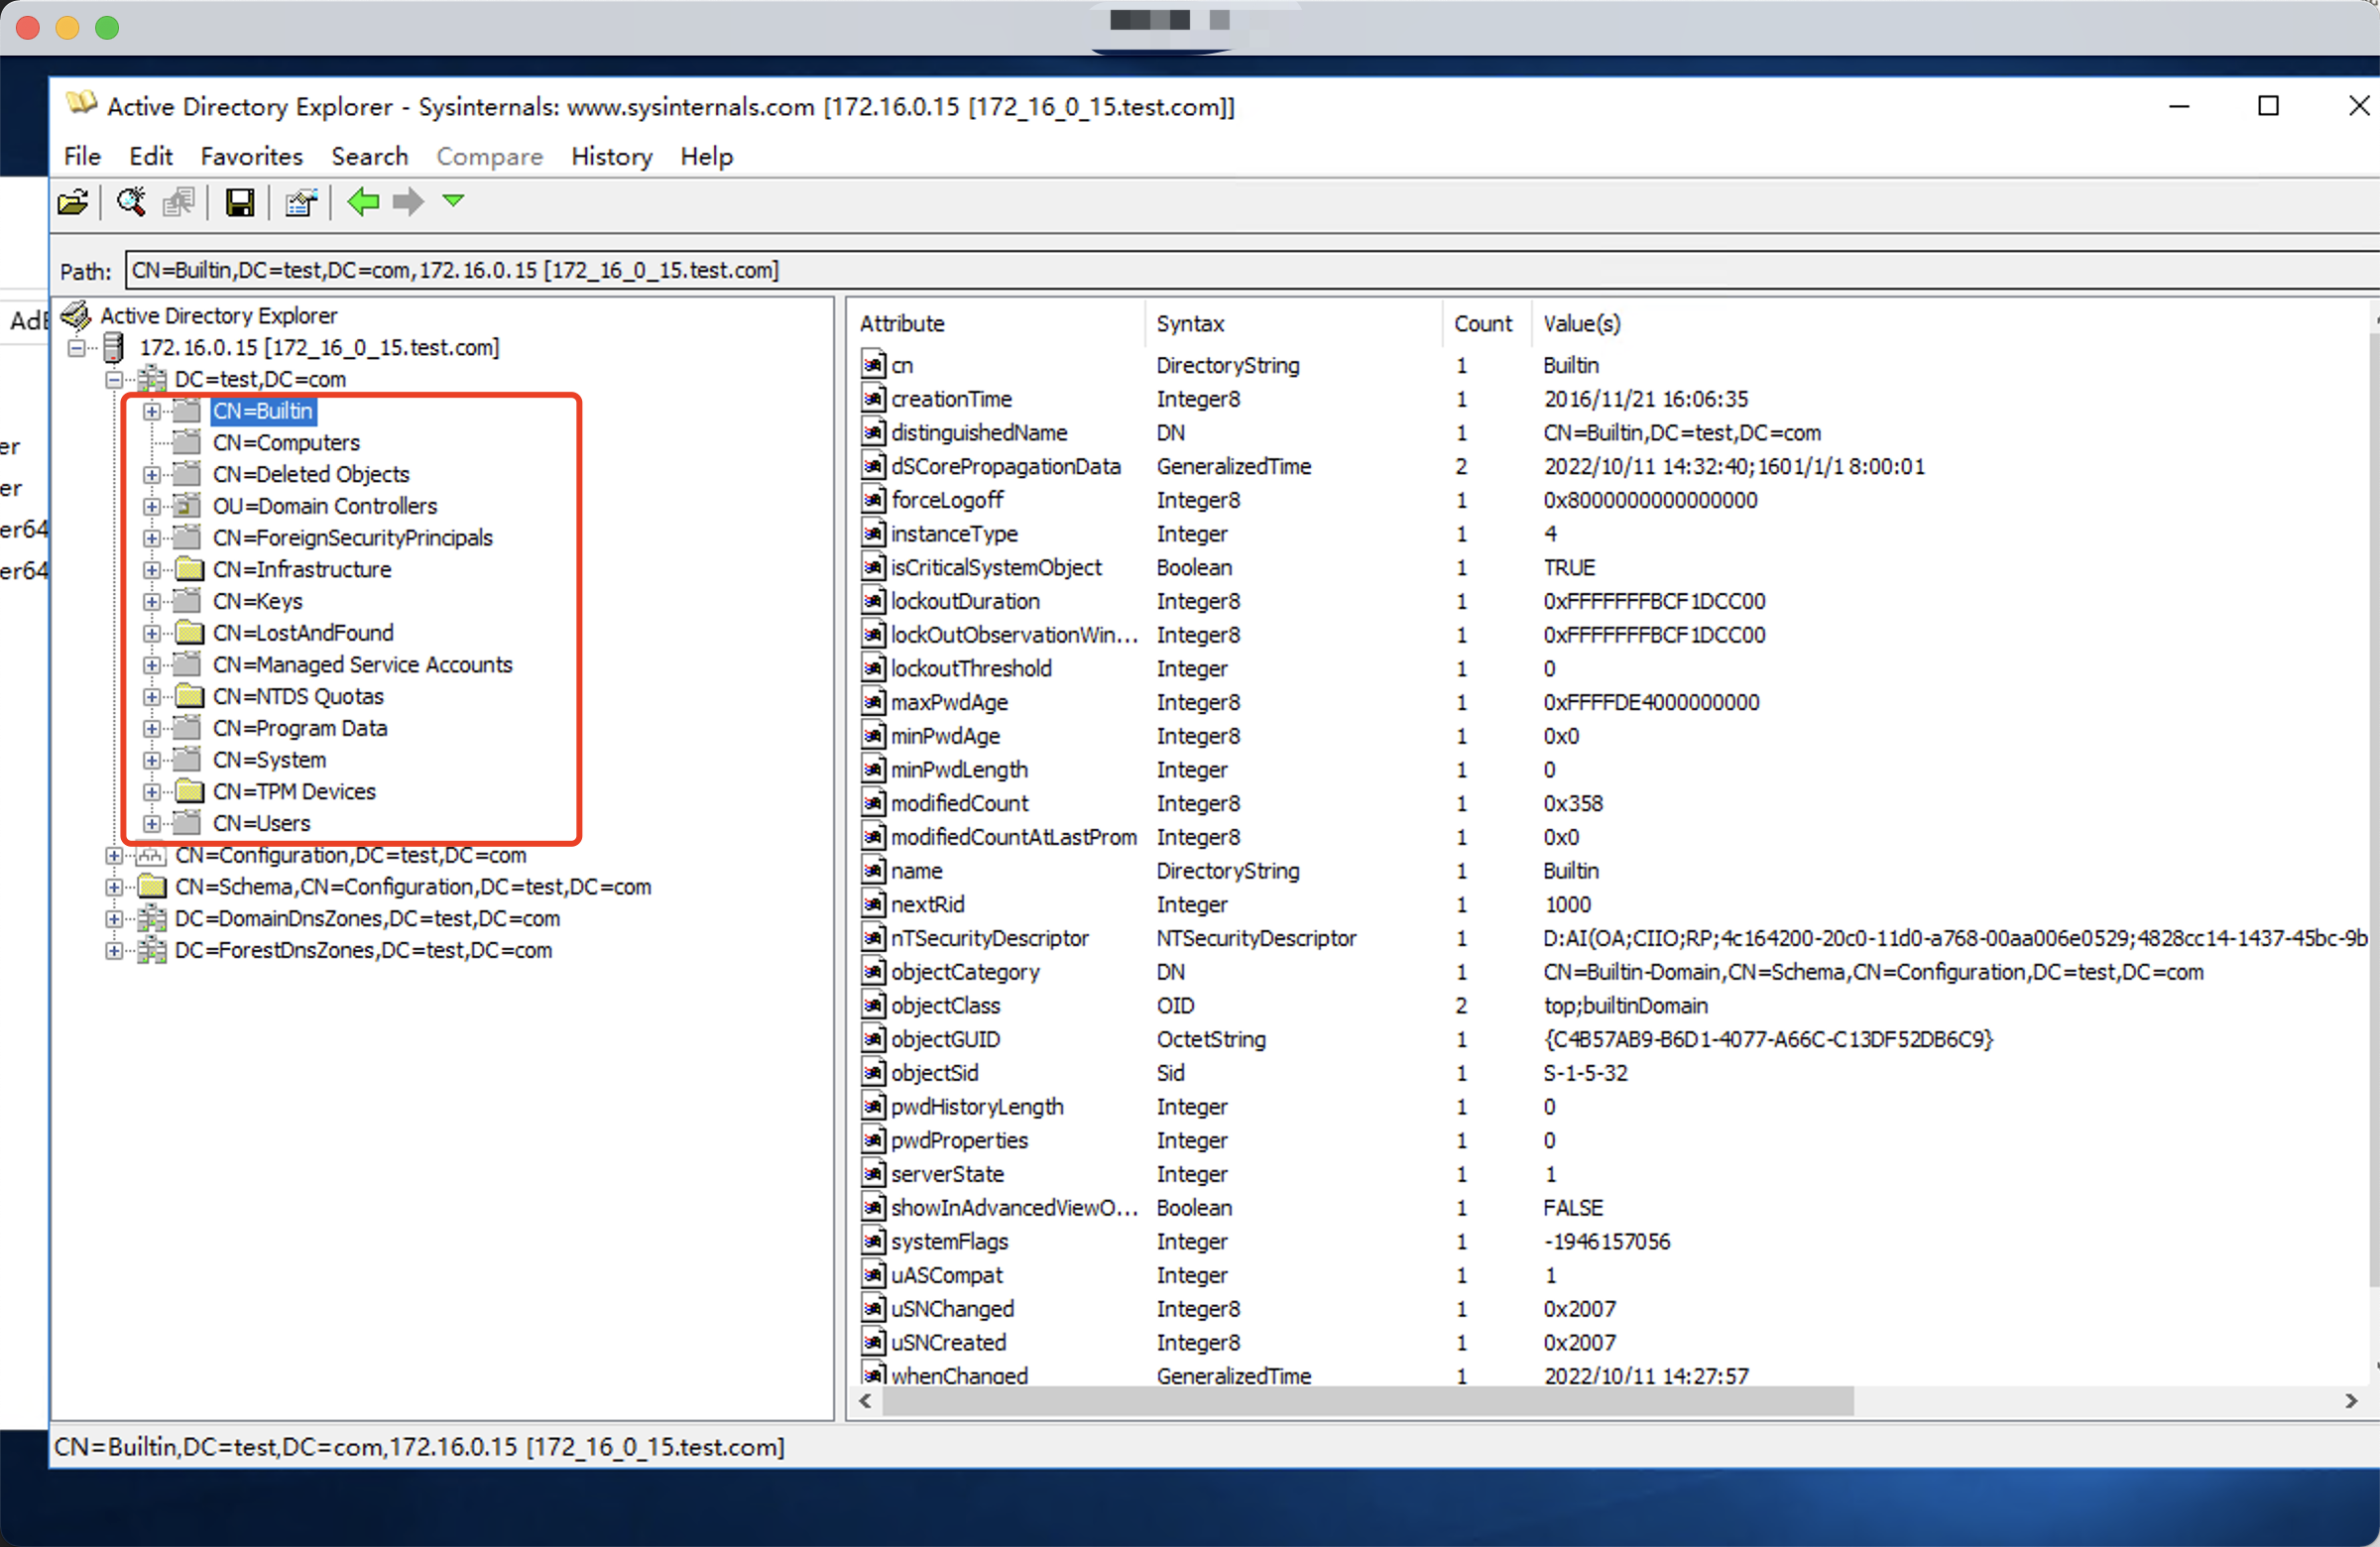 Active Directory Explorer - Sysinternals: www.sysinternals.com [172.16.0.15 [172_16_0_15.test.com]]
File Edit Favorites Search Compare History Help
Path: CN=Builtin,DC=test,DC=com,172.16.0.15 [172_16_0_15.test.com]
Active Directory Explorer
172.16.0.15 [172_16_0_15.test.com]
DC=test,DC=com
CN=Builtin
CN=Computers
CN=Deleted Objects
OU=Domain Controllers
CN=ForeignSecurityPrincipals
CN=Infrastructure
CN=Keys
CN=LostAndFound
CN=Managed Service Accounts
CN=NTDS Quotas
CN=Program Data
CN=System
CN=TPM Devices
CN=Users
CN=Configuration,DC=test,DC=com
CN=Schema,CN=Configuration,DC=test,DC=com
DC=DomainDnsZones,DC=test,DC=com
DC=ForestDnsZones,DC=test,DC=com
er
er
er64
er64
Attribute Syntax Count Value(s)
cn DirectoryString 1 Builtin
creationTime Integer8 1 2016/11/21 16:06:35
distinguishedName DN 1 CN=Builtin,DC=test,DC=com
dSCorePropagationData GeneralizedTime 2 2022/10/11 14:32:40;1601/1/1 8:00:01
forceLogoff Integer8 1 0x8000000000000000
instanceType Integer 1 4
isCriticalSystemObject Boolean 1 TRUE
lockoutDuration Integer8 1 0xFFFFFFFBCF1DCC00
lockOutObservationWin... Integer8 1 0xFFFFFFFBCF1DCC00
lockoutThreshold Integer 1 0
maxPwdAge Integer8 1 0xFFFFDE4000000000
minPwdAge Integer8 1 0x0
minPwdLength Integer 1 0
modifiedCount Integer8 1 0x358
modifiedCountAtLastProm Integer8 1 0x0
name DirectoryString 1 Builtin
nextRid Integer 1 1000
nTSecurityDescriptor NTSecurityDescriptor 1 D:AI(OA;CIIO;RP;4c164200-20c0-11d0-a768-00aa006e0529;4828cc14-1437-45bc-9b
objectCategory DN 1 CN=Builtin-Domain,CN=Schema,CN=Configuration,DC=test,DC=com
objectClass OID 2 top;builtinDomain
objectGUID OctetString 1 {C4B57AB9-B6D1-4077-A66C-C13DF52DB6C9}
objectSid Sid 1 S-1-5-32
pwdHistoryLength Integer 1 0
pwdProperties Integer 1 0
serverState Integer 1 1
showInAdvancedViewO... Boolean 1 FALSE
systemFlags Integer 1 -1946157056
uASCompat Integer 1 1
uSNChanged Integer8 1 0x2007
uSNCreated Integer8 1 0x2007
whenChanged GeneralizedTime 1 2022/10/11 14:27:57
CN=Builtin,DC=test,DC=com,172.16.0.15 [172_16_0_15.test.com]